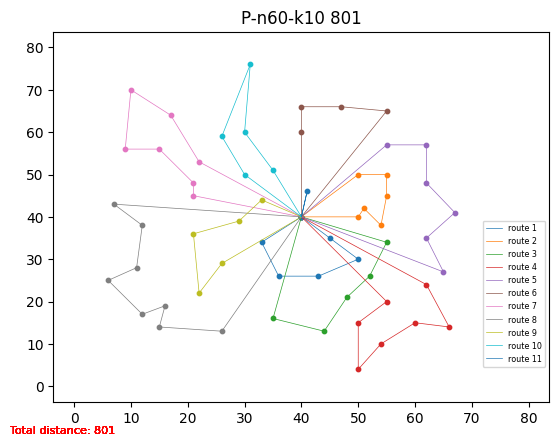 P-n60-k10 801
80
70
60
50
40
30
20
10
0
0 10 20 30 40 50 60 70 80
route 1
route 2
route 3
route 4
route 5
route 6
route 7
route 8
route 9
route 10
route 11
Total distance: 801